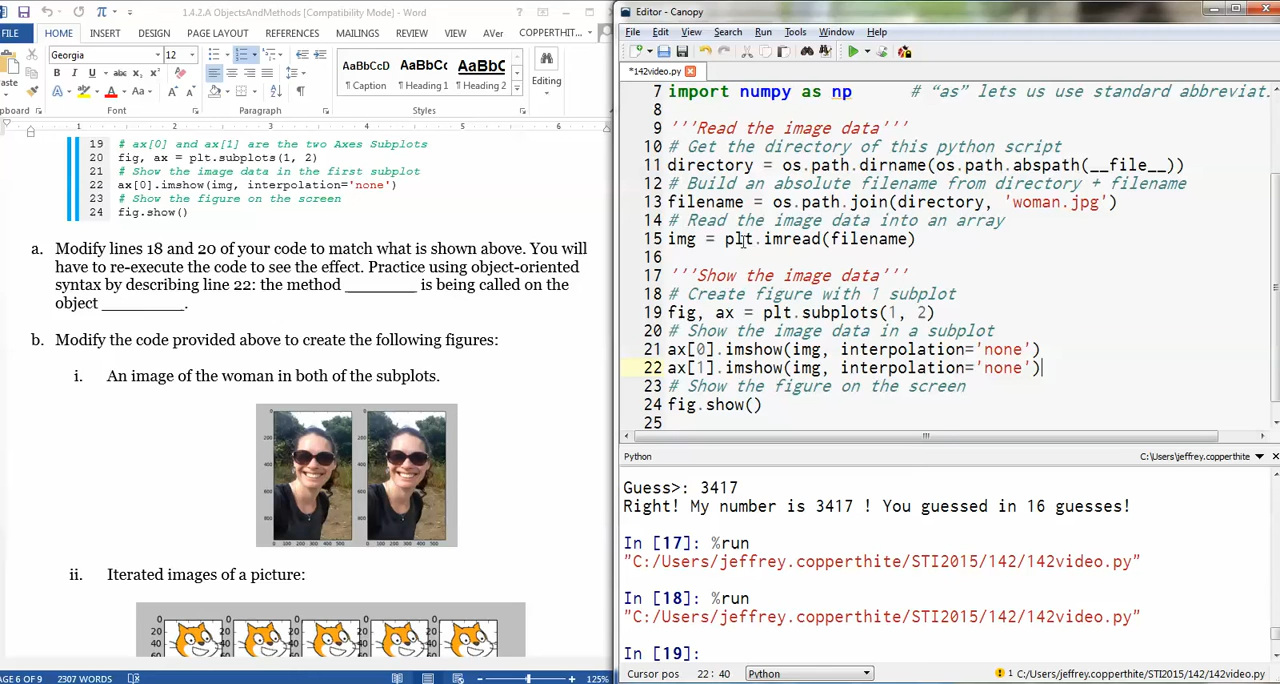 1.4.2.A ObjectsAndMethods [Compatibility Mode] - Word
FILE HOME INSERT DESIGN PAGE LAYOUT REFERENCES MAILINGS REVIEW VIEW AVer COPPERTHIT...
Georgia 12
AaBbCcD AaBbCc AaBbC
¶ Caption ¶ Heading 1 ¶ Heading 2
Editing
Font Paragraph Styles
19 # ax[0] and ax[1] are the two Axes Subplots
20 fig, ax = plt.subplots(1, 2)
21 # Show the image data in the first subplot
22 ax[0].imshow(img, interpolation='none')
23 # Show the figure on the screen
24 fig.show()
a. Modify lines 18 and 20 of your code to match what is shown above. You will
have to re-execute the code to see the effect. Practice using object-oriented
syntax by describing line 22: the method ________ is being called on the
object _________.
b. Modify the code provided above to create the following figures:
i. An image of the woman in both of the subplots.
ii. Iterated images of a picture:
AGE 6 OF 9 2307 WORDS 125%
Editor - Canopy
File Edit View Search Run Tools Window Help
*142video.py
7 import numpy as np # “as” lets us use standard abbreviat
8
9 '''Read the image data'''
10 # Get the directory of this python script
11 directory = os.path.dirname(os.path.abspath(__file__))
12 # Build an absolute filename from directory + filename
13 filename = os.path.join(directory, 'woman.jpg')
14 # Read the image data into an array
15 img = plt.imread(filename)
16
17 '''Show the image data'''
18 # Create figure with 1 subplot
19 fig, ax = plt.subplots(1, 2)
20 # Show the image data in a subplot
21 ax[0].imshow(img, interpolation='none')
22 ax[1].imshow(img, interpolation='none')
23 # Show the figure on the screen
24 fig.show()
25
Python C:\Users\jeffrey.copperthite
Guess>: 3417
Right! My number is 3417 ! You guessed in 16 guesses!
In [17]: %run
"C:/Users/jeffrey.copperthite/STI2015/142/142video.py"
In [18]: %run
"C:/Users/jeffrey.copperthite/STI2015/142/142video.py"
In [19]:
Cursor pos 22 : 40 Python 1 C:/Users/jeffrey.copperthite/STI2015/142/142video.py